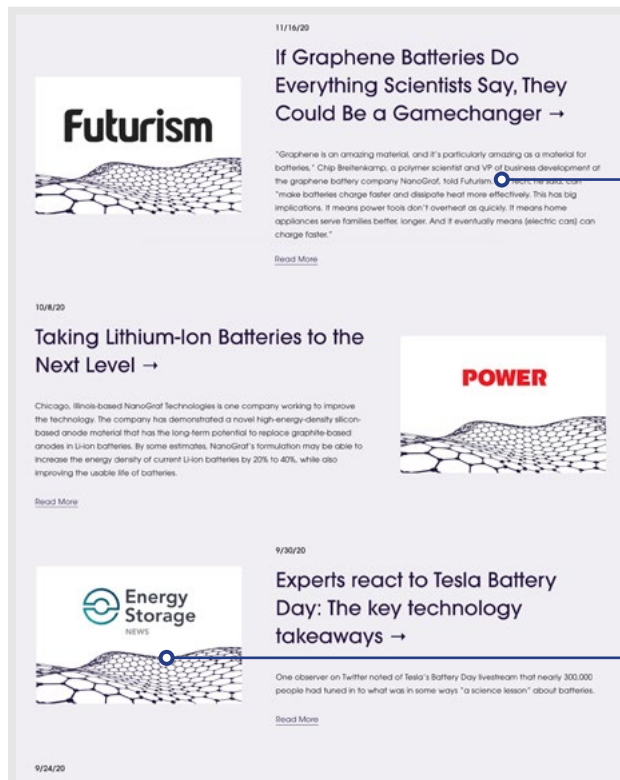 11/16/20
If Graphene Batteries Do
Everything Scientists Say, They
Could Be a Gamechanger →
Futurism
"Graphene is an amazing material, and it's particularly amazing as a material for
batteries," Chip Breitenkamp, a polymer scientist and VP of business development at
the graphene battery company NanoGraf, told Futurism. tech, he said, can
"make batteries charge faster and dissipate heat more effectively. This has big
implications. It means power tools don't overheat as quickly. It means home
appliances serve families better, longer. And it eventually means (electric cars) can
charge faster."
Read More
10/8/20
Taking Lithium-Ion Batteries to the
Next Level →
POWER
Chicago, Illinois-based NanoGraf Technologies is one company working to improve
the technology. The company has demonstrated a novel high-energy-density silicon-
based anode material that has the long-term potential to replace graphite-based
anodes in Li-ion batteries. By some estimates, NanoGraf's formulation may be able to
increase the energy density of current Li-ion batteries by 20% to 40%, while also
improving the usable life of batteries.
Read More
9/30/20
Energy
Storage
NEWS
Experts react to Tesla Battery
Day: The key technology
takeaways →
One observer on Twitter noted of Tesla's Battery Day livestream that nearly 300,000
people had tuned in to what was in some ways "a science lesson" about batteries.
Read More
9/24/20